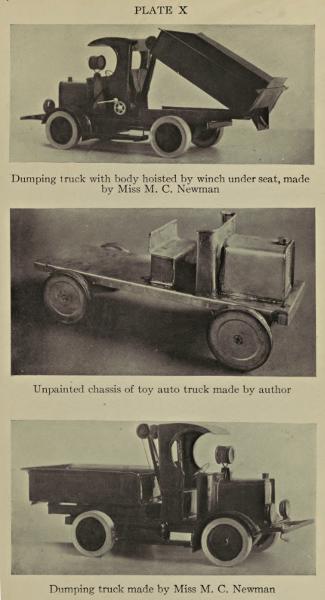 PLATE X
Dumping truck with body hoisted by winch under seat, made
by Miss M. C. Newman
Unpainted chassis of toy auto truck made by author
Dumping truck made by Miss M. C. Newman